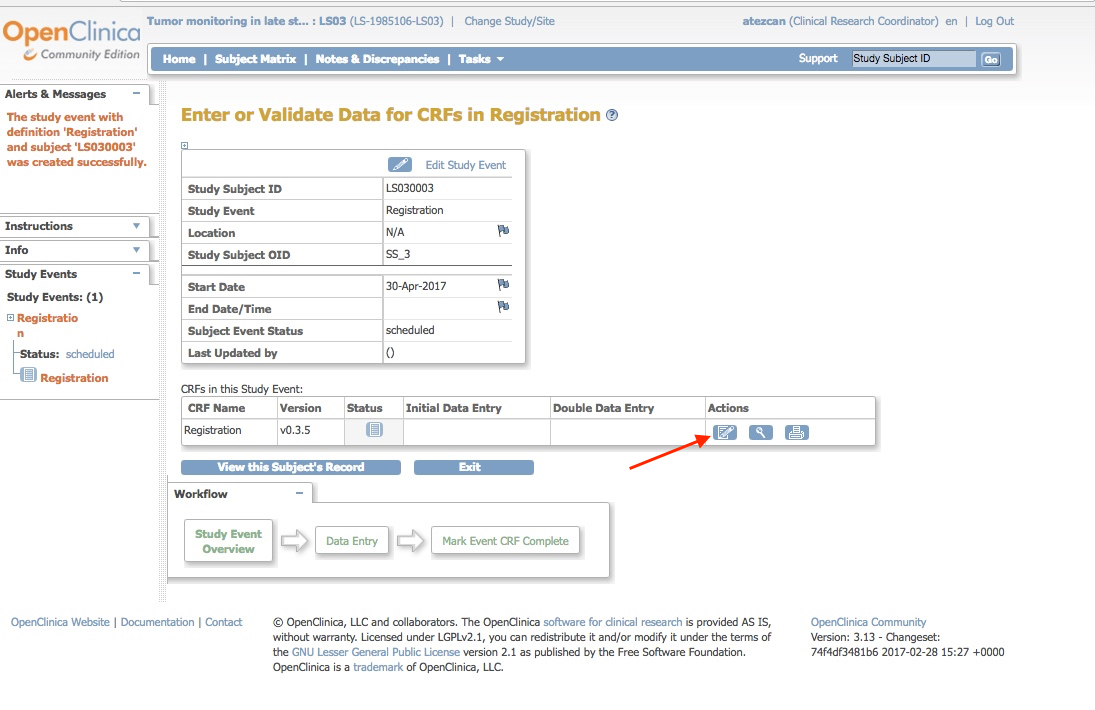 OpenClinica
Community Edition
Tumor monitoring in late st... : LS03 (LS-1985106-LS03) | Change Study/Site
atezcan (Clinical Research Coordinator) en | Log Out
Home | Subject Matrix | Notes & Discrepancies | Tasks
Support Study Subject ID Go
Alerts & Messages
The study event with
definition 'Registration'
and subject 'LS030003'
was created successfully.
Instructions
Info
Study Events
Study Events: (1)
Registratio
n
Status: scheduled
Registration
Enter or Validate Data for CRFs in Registration
Edit Study Event
Study Subject ID LS030003
Study Event Registration
Location N/A
Study Subject OID SS_3
Start Date 30-Apr-2017
End Date/Time
Subject Event Status scheduled
Last Updated by ()
CRFs in this Study Event:
CRF Name Version Status Initial Data Entry Double Data Entry Actions
Registration v0.3.5
View this Subject's Record Exit
Workflow
Study Event
Overview
Data Entry
Mark Event CRF Complete
OpenClinica Website | Documentation | Contact
© OpenClinica, LLC and collaborators. The OpenClinica software for clinical research is provided AS IS,
without warranty. Licensed under LGPLv2.1, you can redistribute it and/or modify it under the terms of
the GNU Lesser General Public License version 2.1 as published by the Free Software Foundation.
OpenClinica is a trademark of OpenClinica, LLC.
OpenClinica Community
Version: 3.13 - Changeset:
74f4df3481b6 2017-02-28 15:27 +0000